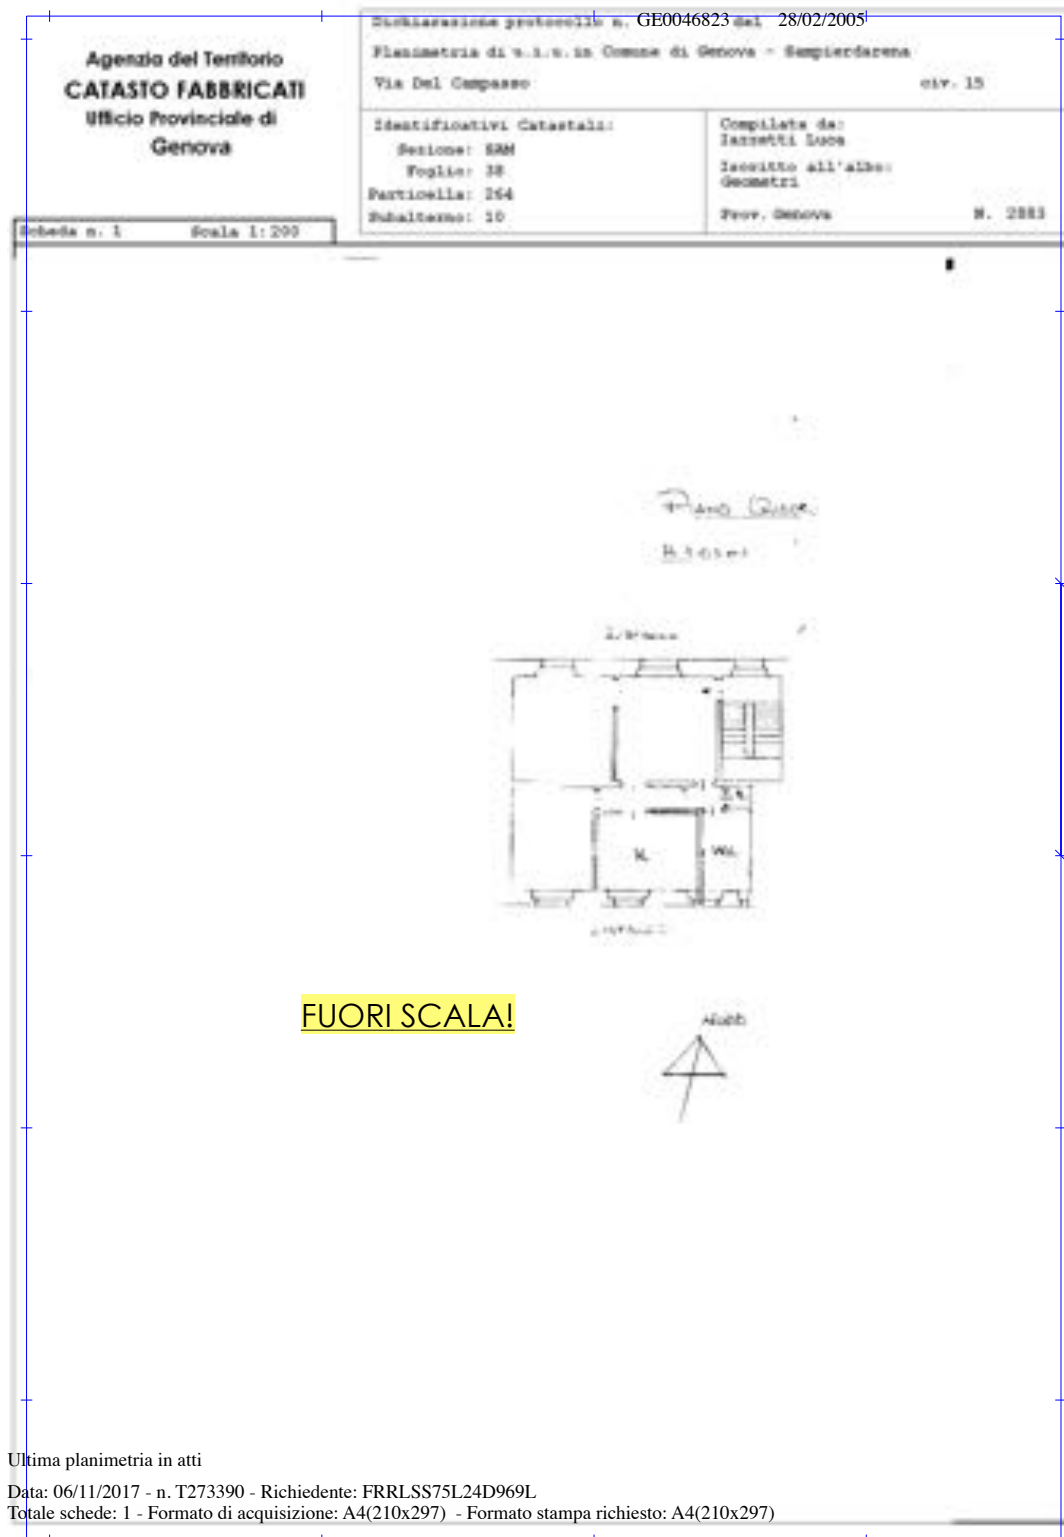 Dichiarazione protocollo n. GE0046823 del 28/02/2005
Agenzia del Territorio
CATASTO FABBRICATI
Ufficio Provinciale di
Genova
Planimetria di u.i.u. in Comune di Genova - Sampierdarena
Via Del Campasso civ. 15
Identificativi Catastali:
Sezione: SAM
Foglio: 38
Particella: 264
Subalterno: 10
Compilata da:
Iannetti Luca
Iscritto all'albo:
Geometri
Prov. Genova N. 2883
Scheda n. 1 Scala 1:200
Piano
K.
WC.
FUORI SCALA!
Ultima planimetria in atti
Data: 06/11/2017 - n. T273390 - Richiedente: FRRLSS75L24D969L
Totale schede: 1 - Formato di acquisizione: A4(210x297) - Formato stampa richiesto: A4(210x297)